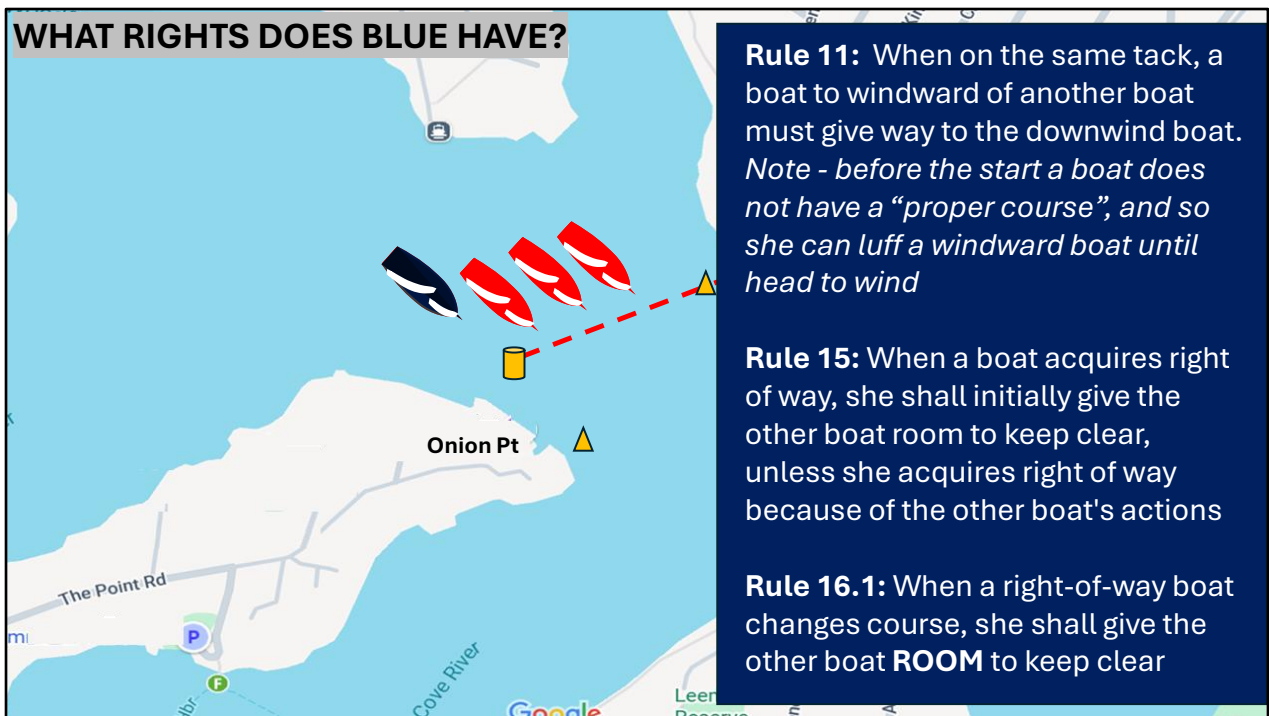 WHAT RIGHTS DOES BLUE HAVE?
Rule 11: When on the same tack, a
boat to windward of another boat
must give way to the downwind boat.
Note - before the start a boat does
not have a “proper course”, and so
she can luff a windward boat until
head to wind
Rule 15: When a boat acquires right
of way, she shall initially give the
other boat room to keep clear,
unless she acquires right of way
because of the other boat's actions
Rule 16.1: When a right-of-way boat
changes course, she shall give the
other boat ROOM to keep clear
Onion Pt
The Point Rd
P
F
Cove River
Google